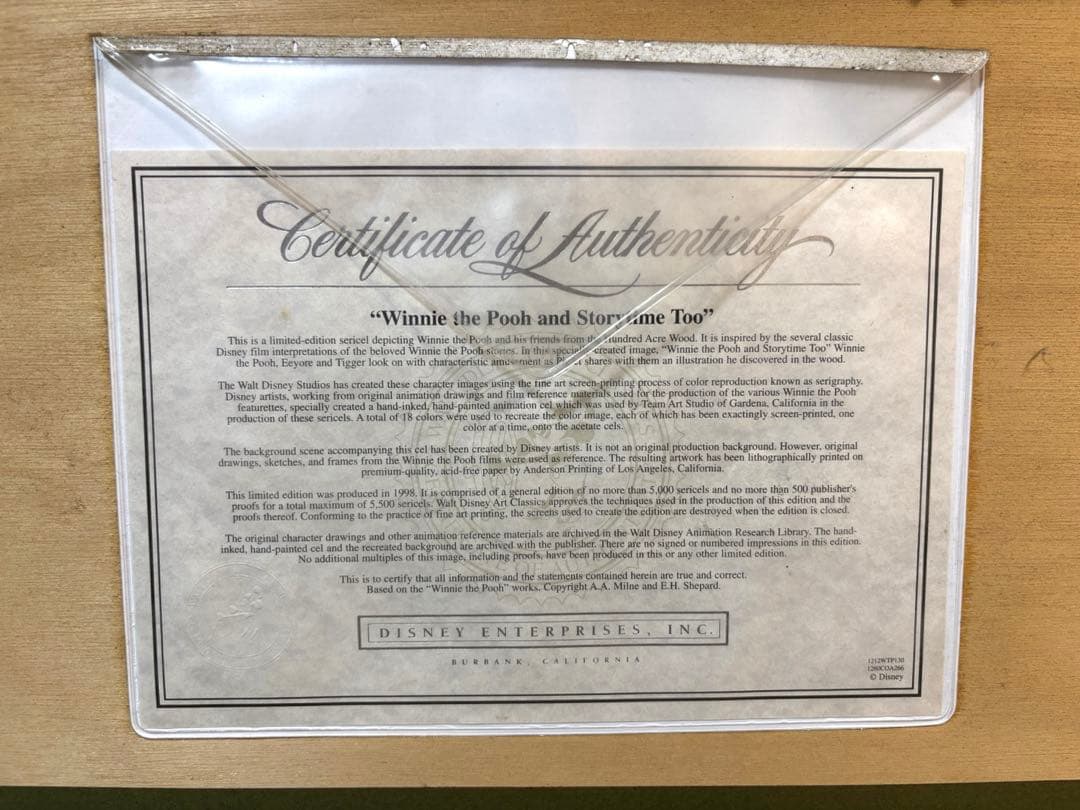 Certificate of Authenticity
“Winnie the Pooh and Storytime Too”
This is a limited-edition sericel depicting Winnie the Pooh and his friends from the Hundred Acre Wood. It is inspired by the several classic
Disney film interpretations of the beloved Winnie the Pooh stories. In this specially-created image, “Winnie the Pooh and Storytime Too” Winnie
the Pooh, Eeyore and Tigger look on with characteristic amusement as Piglet shares with them an illustration he discovered in the wood.
The Walt Disney Studios has created these character images using the fine art screen-printing process of color reproduction known as serigraphy.
Disney artists, working from original animation drawings and film reference materials used for the production of the various Winnie the Pooh
featurettes, specially created a hand-inked, hand-painted animation cel which was used by Team Art Studio of Gardena, California in the
production of these sericels. A total of 18 colors were used to recreate the color image, each of which has been exactingly screen-printed, one
color at a time, onto the acetate cels.
The background scene accompanying this cel has been created by Disney artists. It is not an original production background. However, original
drawings, sketches, and frames from the Winnie the Pooh films were used as reference. The resulting artwork has been lithographically printed on
premium-quality, acid-free paper by Anderson Printing of Los Angeles, California.
This limited edition was produced in 1998. It is comprised of a general edition of no more than 5,000 sericels and no more than 500 publisher's
proofs for a total maximum of 5,500 sericels. Walt Disney Art Classics approves the techniques used in the production of this edition and the
proofs thereof. Conforming to the practice of fine art printing, the screens used to create the edition are destroyed when the edition is closed.
The original character drawings and other animation reference materials are archived in the Walt Disney Animation Research Library. The hand-
inked, hand-painted cel and the recreated background are archived with the publisher. There are no signed or numbered impressions in this edition.
No additional multiples of this image, including proofs, have been produced in this or any other limited edition.
This is to certify that all information and the statements contained herein are true and correct.
Based on the “Winnie the Pooh” works, Copyright A.A. Milne and E.H. Shepard.
DISNEY ENTERPRISES, INC.
BURBANK, CALIFORNIA
1212WTP130
1280COA266
© Disney